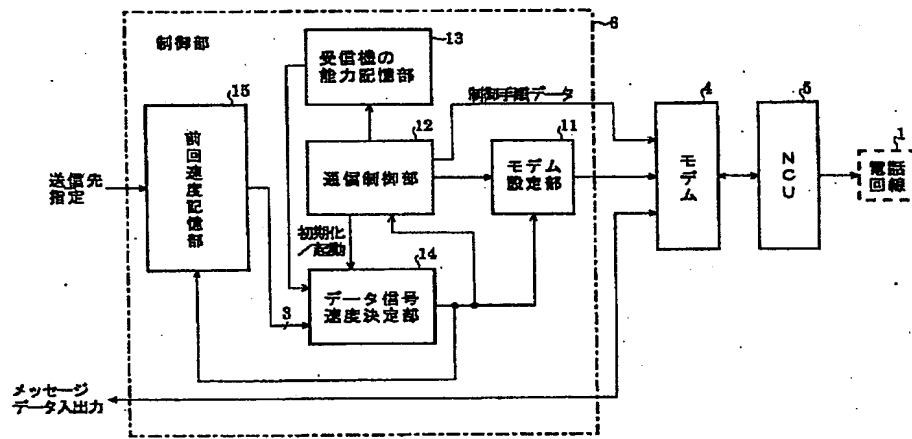 制御部
6
受信機の
能力記憶部
13
制御手順データ
15
前回速度記憶部
送信先
指定
12
通信制御部
11
モデム
設定部
4
モデム
5
NCU
1
電話
回線
初期化
/起動
14
データ信号
速度決定部
3
メッセージ
データ入出力